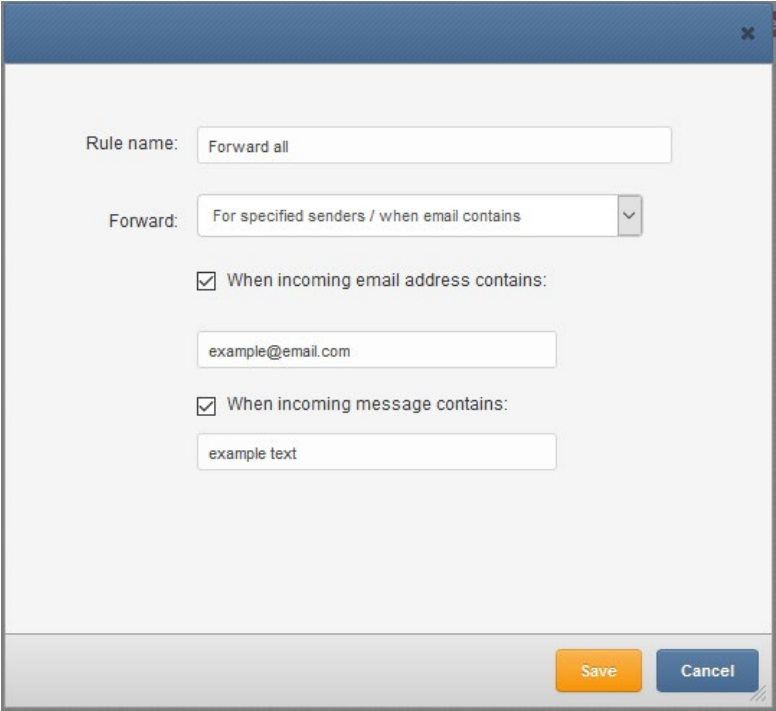 Rule name: Forward all
Forward: For specified senders / when email contains
When incoming email address contains:
example@email.com
When incoming message contains:
example text
Save Cancel